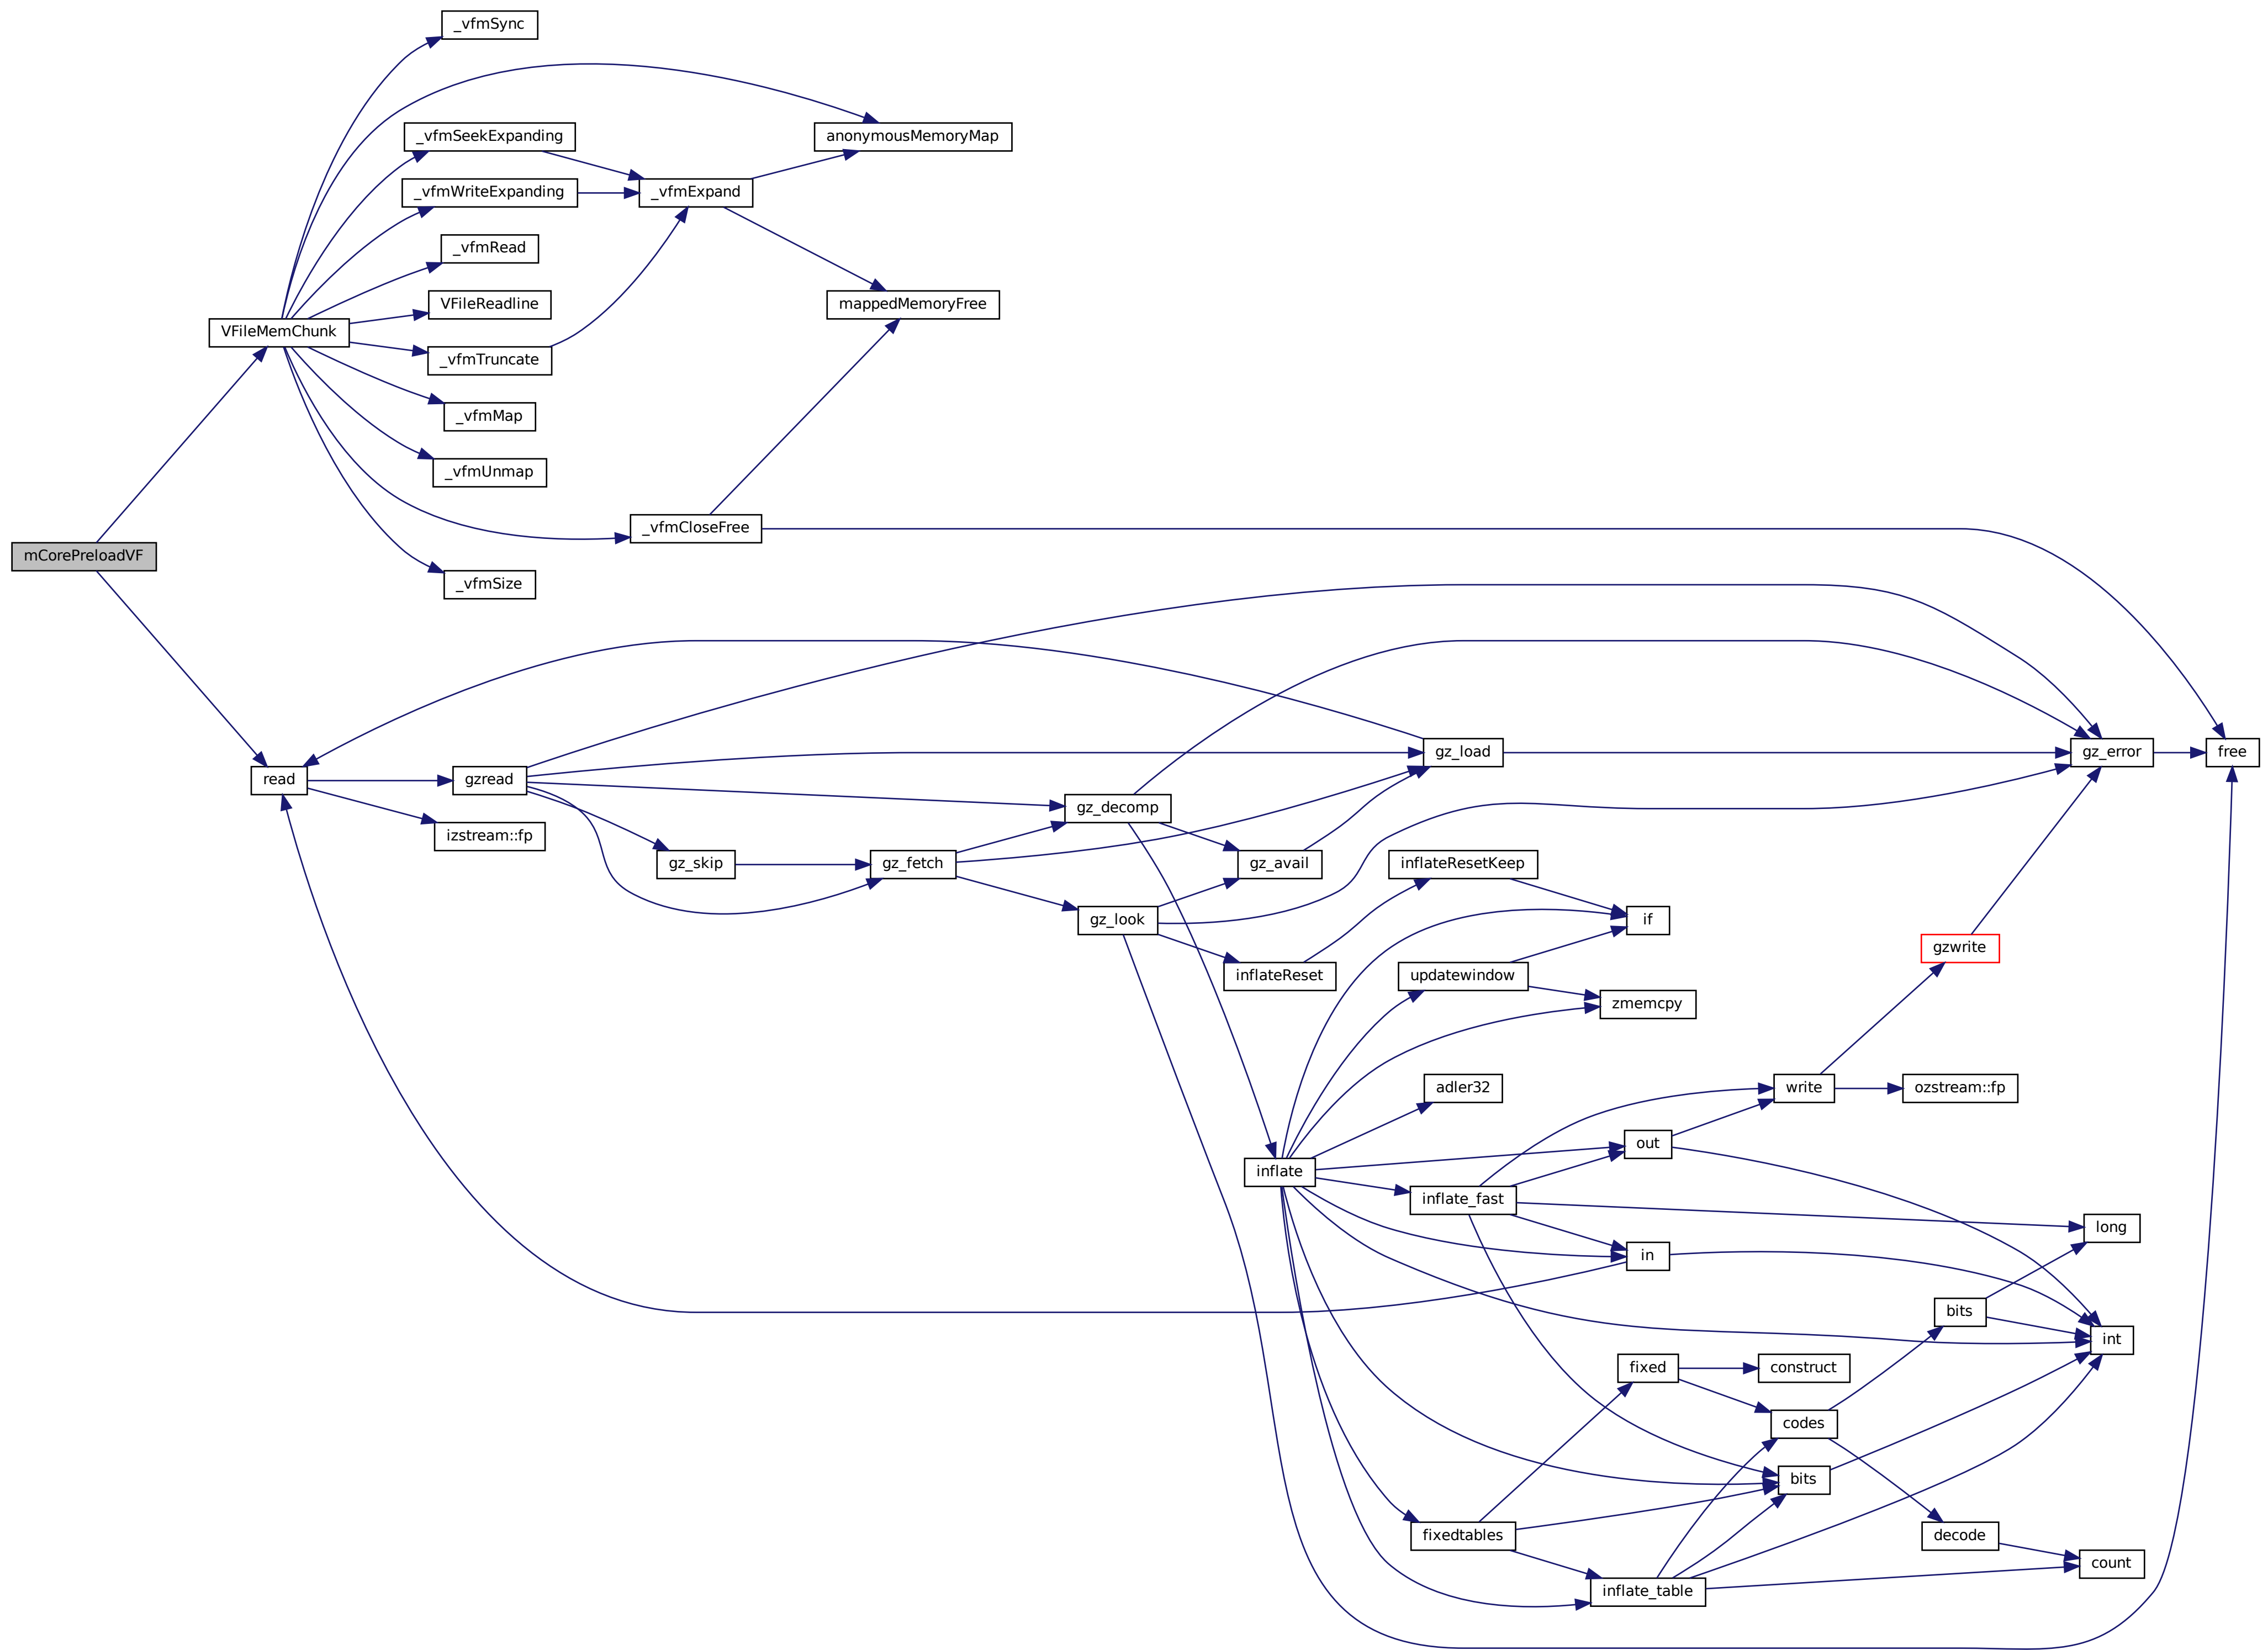 _vfmSync
anonymousMemoryMap
_vfmSeekExpanding
_vfmWriteExpanding
_vfmExpand
_vfmRead
VFileReadline
mappedMemoryFree
VFileMemChunk
_vfmTruncate
_vfmMap
_vfmUnmap
_vfmCloseFree
mCorePreloadVF
_vfmSize
gz_load
gz_error
free
read
gzread
gz_decomp
izstream::fp
gz_skip
gz_fetch
gz_avail
inflateResetKeep
gz_look
if
gzwrite
inflateReset
updatewindow
zmemcpy
adler32
write
ozstream::fp
out
inflate
inflate_fast
long
in
bits
int
fixed
construct
codes
bits
fixedtables
decode
count
inflate_table